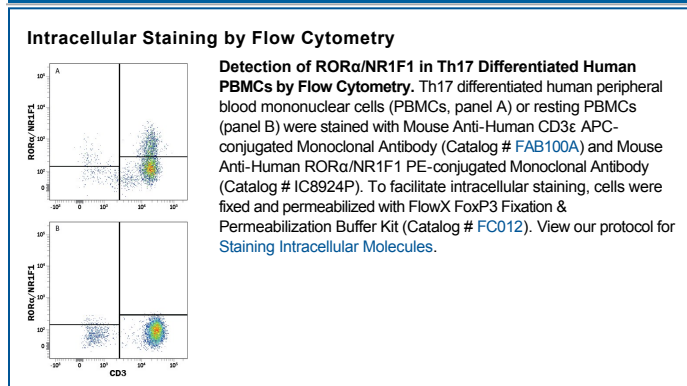 Intracellular Staining by Flow Cytometry
Detection of RORα/NR1F1 in Th17 Differentiated Human
PBMCs by Flow Cytometry. Th17 differentiated human peripheral
blood mononuclear cells (PBMCs, panel A) or resting PBMCs
(panel B) were stained with Mouse Anti-Human CD3ε APC-
conjugated Monoclonal Antibody (Catalog # FAB100A) and Mouse
Anti-Human RORα/NR1F1 PE-conjugated Monoclonal Antibody
(Catalog # IC8924P). To facilitate intracellular staining, cells were
fixed and permeabilized with FlowX FoxP3 Fixation &
Permeabilization Buffer Kit (Catalog # FC012). View our protocol for
Staining Intracellular Molecules.
A
RORα/NR1F1
B
RORα/NR1F1
CD3